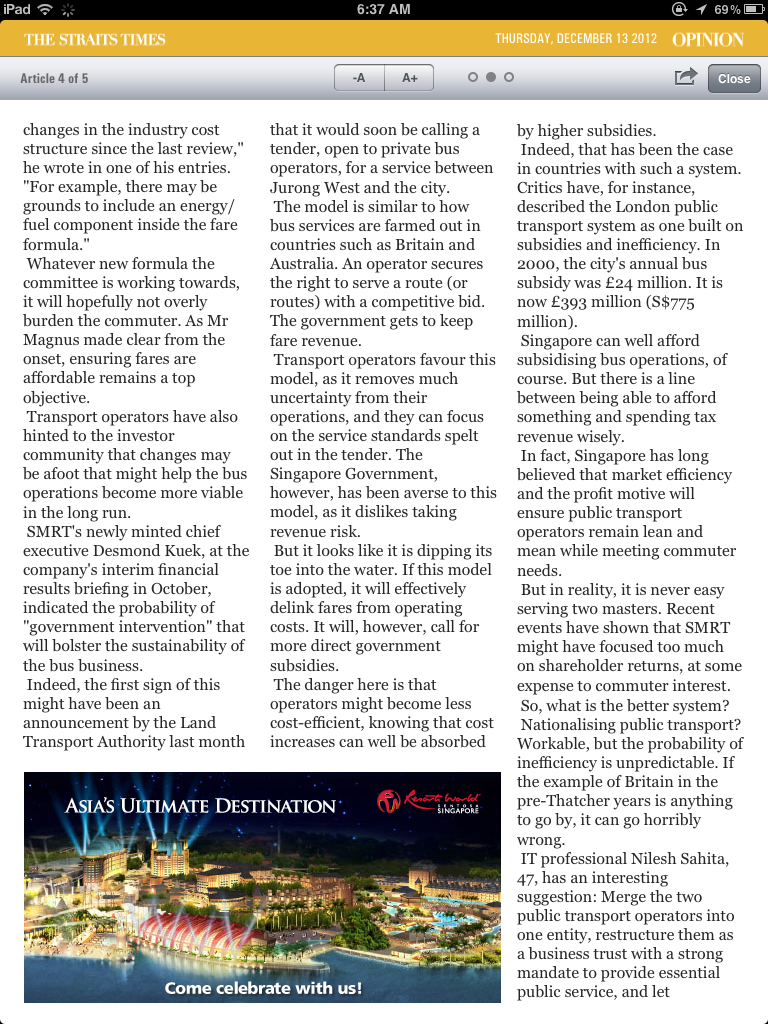 iPad
6:37 AM
69%
THE STRAITS TIMES
THURSDAY, DECEMBER 13 2012
OPINION
Article 4 of 5
-A
A+
Close
changes in the industry cost
structure since the last review,"
he wrote in one of his entries.
"For example, there may be
grounds to include an energy/
fuel component inside the fare
formula."
Whatever new formula the
committee is working towards,
it will hopefully not overly
burden the commuter. As Mr
Magnus made clear from the
onset, ensuring fares are
affordable remains a top
objective.
Transport operators have also
hinted to the investor
community that changes may
be afoot that might help the bus
operations become more viable
in the long run.
SMRT's newly minted chief
executive Desmond Kuek, at the
company's interim financial
results briefing in October,
indicated the probability of
"government intervention" that
will bolster the sustainability of
the bus business.
Indeed, the first sign of this
might have been an
announcement by the Land
Transport Authority last month
that it would soon be calling a
tender, open to private bus
operators, for a service between
Jurong West and the city.
The model is similar to how
bus services are farmed out in
countries such as Britain and
Australia. An operator secures
the right to serve a route (or
routes) with a competitive bid.
The government gets to keep
fare revenue.
Transport operators favour this
model, as it removes much
uncertainty from their
operations, and they can focus
on the service standards spelt
out in the tender. The
Singapore Government,
however, has been averse to this
model, as it dislikes taking
revenue risk.
But it looks like it is dipping its
toe into the water. If this model
is adopted, it will effectively
delink fares from operating
costs. It will, however, call for
more direct government
subsidies.
The danger here is that
operators might become less
cost-efficient, knowing that cost
increases can well be absorbed
by higher subsidies.
Indeed, that has been the case
in countries with such a system.
Critics have, for instance,
described the London public
transport system as one built on
subsidies and inefficiency. In
2000, the city's annual bus
subsidy was £24 million. It is
now £393 million (S$775
million).
Singapore can well afford
subsidising bus operations, of
course. But there is a line
between being able to afford
something and spending tax
revenue wisely.
In fact, Singapore has long
believed that market efficiency
and the profit motive will
ensure public transport
operators remain lean and
mean while meeting commuter
needs.
But in reality, it is never easy
serving two masters. Recent
events have shown that SMRT
might have focused too much
on shareholder returns, at some
expense to commuter interest.
So, what is the better system?
Nationalising public transport?
Workable, but the probability of
inefficiency is unpredictable. If
the example of Britain in the
pre-Thatcher years is anything
to go by, it can go horribly
wrong.
IT professional Nilesh Sahita,
47, has an interesting
suggestion: Merge the two
public transport operators into
one entity, restructure them as
a business trust with a strong
mandate to provide essential
public service, and let
ASIA'S ULTIMATE DESTINATION
Resorts World
SENTOSA
SINGAPORE
Come celebrate with us!